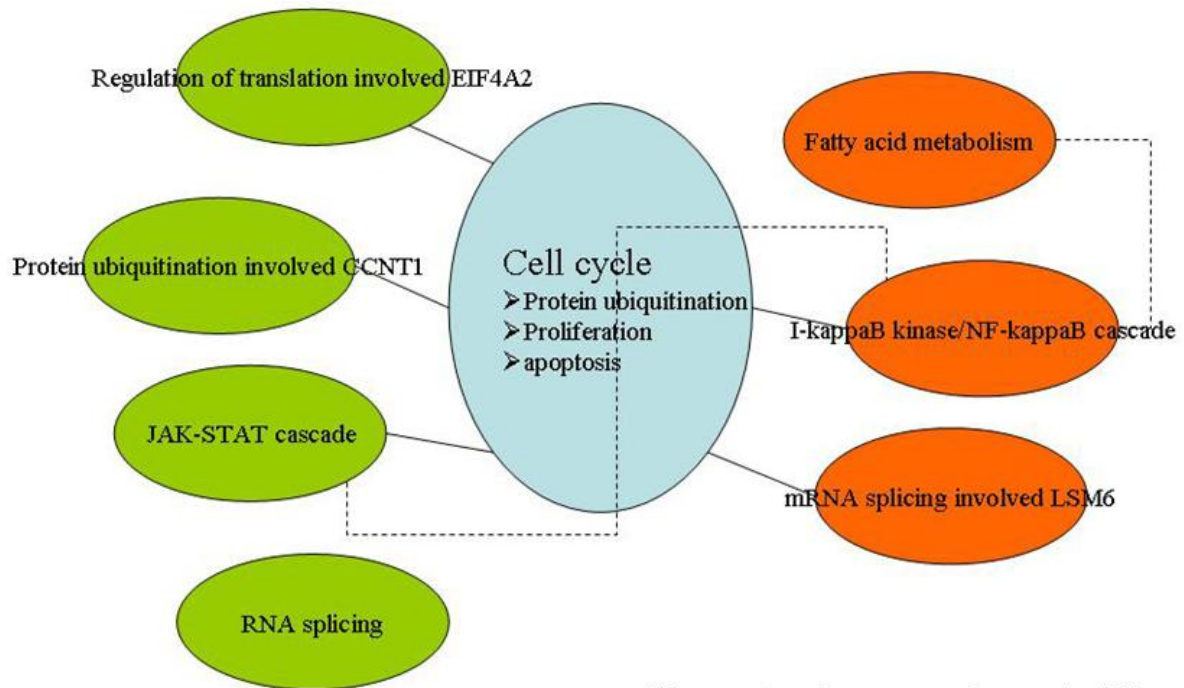 Regulation of translation involved EIF4A2
Fatty acid metabolism
Protein ubiquitination involved CCNT1
Cell cycle
➢Protein ubiquitination
➢Proliferation
➢apoptosis
I-kappaB kinase/NF-kappaB cascade
JAK-STAT cascade
mRNA splicing involved LSM6
RNA splicing